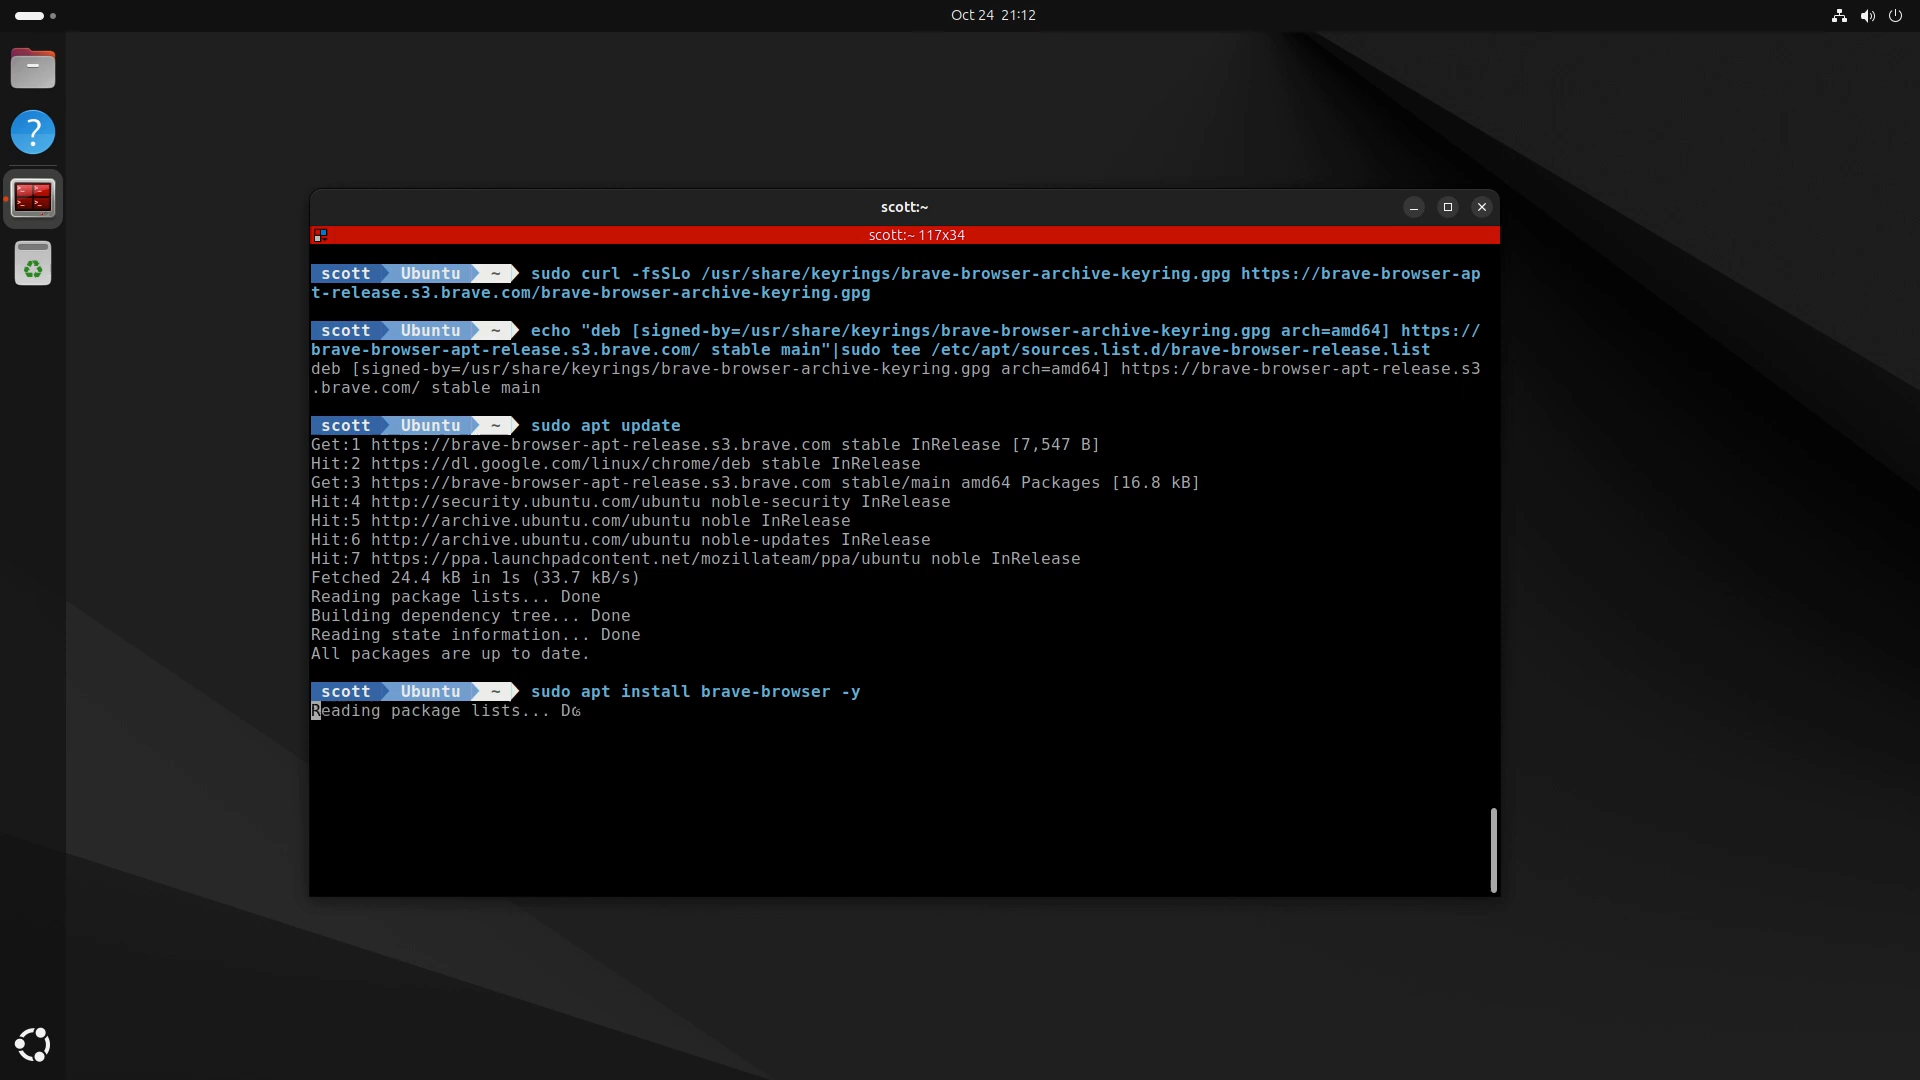 Oct 24 21:12
scott:~
scott:~ 117x34
scott Ubuntu ~ sudo curl -fsSLo /usr/share/keyrings/brave-browser-archive-keyring.gpg https://brave-browser-ap
t-release.s3.brave.com/brave-browser-archive-keyring.gpg
scott Ubuntu ~ echo "deb [signed-by=/usr/share/keyrings/brave-browser-archive-keyring.gpg arch=amd64] https://
brave-browser-apt-release.s3.brave.com/ stable main"|sudo tee /etc/apt/sources.list.d/brave-browser-release.list
deb [signed-by=/usr/share/keyrings/brave-browser-archive-keyring.gpg arch=amd64] https://brave-browser-apt-release.s3
.brave.com/ stable main
scott Ubuntu ~ sudo apt update
Get:1 https://brave-browser-apt-release.s3.brave.com stable InRelease [7,547 B]
Hit:2 https://dl.google.com/linux/chrome/deb stable InRelease
Get:3 https://brave-browser-apt-release.s3.brave.com stable/main amd64 Packages [16.8 kB]
Hit:4 http://security.ubuntu.com/ubuntu noble-security InRelease
Hit:5 http://archive.ubuntu.com/ubuntu noble InRelease
Hit:6 http://archive.ubuntu.com/ubuntu noble-updates InRelease
Hit:7 https://ppa.launchpadcontent.net/mozillateam/ppa/ubuntu noble InRelease
Fetched 24.4 kB in 1s (33.7 kB/s)
Reading package lists... Done
Building dependency tree... Done
Reading state information... Done
All packages are up to date.
scott Ubuntu ~ sudo apt install brave-browser -y
Reading package lists...